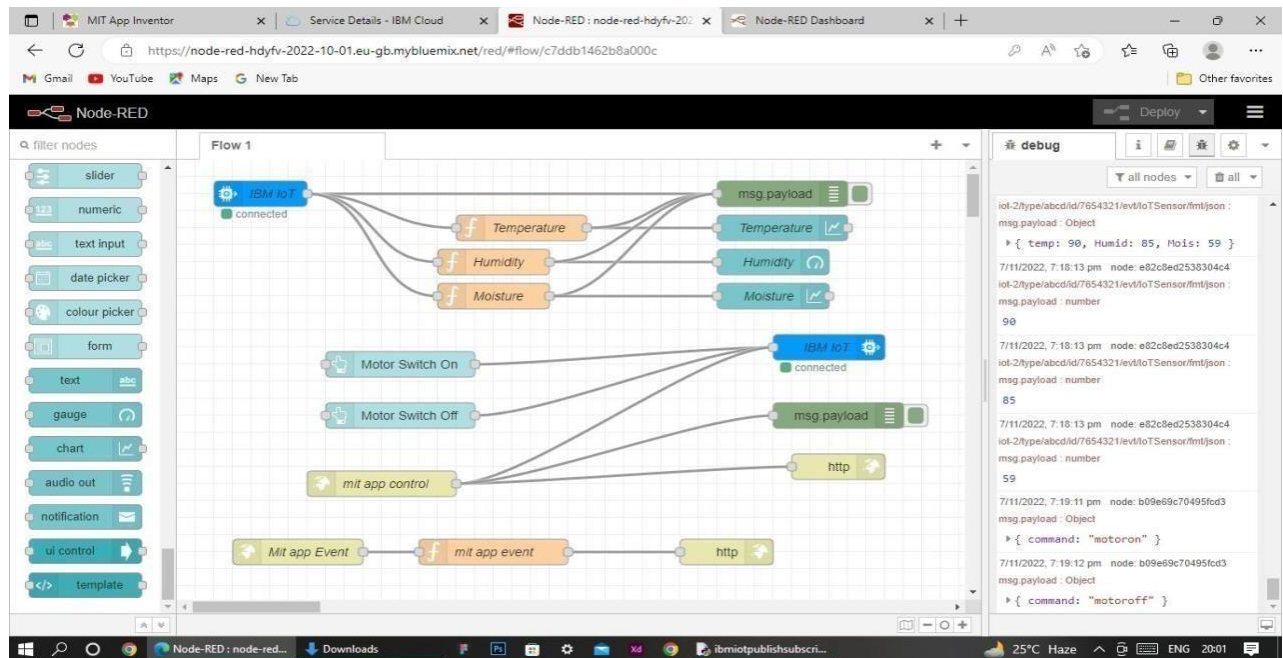 MIT App Inventor
Service Details - IBM Cloud
Node-RED : node-red-hdyfv-202
Node-RED Dashboard
https://node-red-hdyfv-2022-10-01.eu-gb.mybluemix.net/red/#flow/c7ddb1462b8a000c
Gmail YouTube Maps New Tab
Other favorites
Node-RED
Deploy
filter nodes
slider
numeric
text input
date picker
colour picker
form
text
gauge
chart
audio out
notification
ui control
template
Flow 1
IBM IoT
connected
Temperature
Humidity
Moisture
msg.payload
Temperature
Humidity
Moisture
Motor Switch On
IBM IoT
connected
Motor Switch Off
msg.payload
mit app control
http
Mit app Event
mit app event
http
debug
all nodes
all
iot-2/type/abcd/id/7654321/evt/IoTSensor/fmt/json :
msg.payload : Object
{ temp: 90, Humid: 85, Mois: 59 }
7/11/2022, 7:18:13 pm node: e82c8ed2538304c4
iot-2/type/abcd/id/7654321/evt/IoTSensor/fmt/json :
msg.payload : number
90
7/11/2022, 7:18:13 pm node: e82c8ed2538304c4
iot-2/type/abcd/id/7654321/evt/IoTSensor/fmt/json :
msg.payload : number
85
7/11/2022, 7:18:13 pm node: e82c8ed2538304c4
iot-2/type/abcd/id/7654321/evt/IoTSensor/fmt/json :
msg.payload : number
59
7/11/2022, 7:19:11 pm node: b09e69c70495fcd3
msg.payload : Object
{ command: "motoron" }
7/11/2022, 7:19:12 pm node: b09e69c70495fcd3
msg.payload : Object
{ command: "motoroff" }
Node-RED : node-red...
Downloads
ibmiotpublishsubscri...
25°C Haze
ENG
20:01